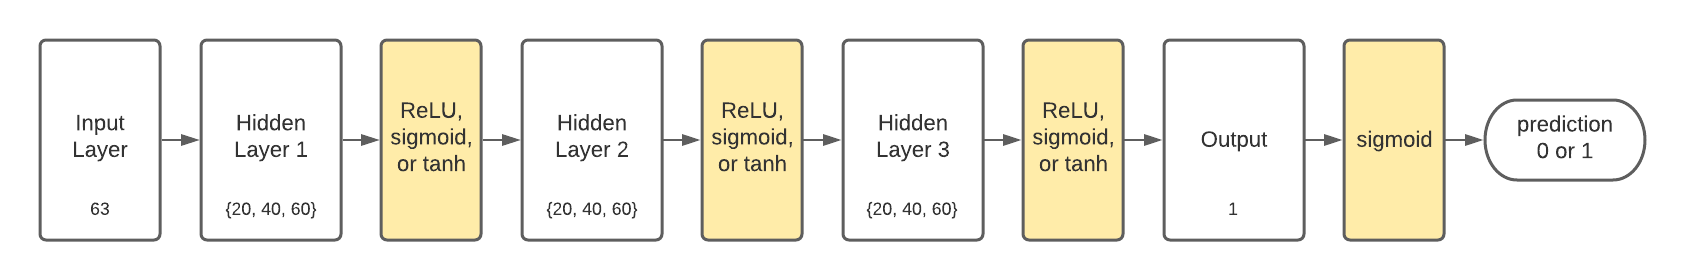 Input
Layer
63
Hidden
Layer 1
{20, 40, 60}
ReLU,
sigmoid,
or tanh
Hidden
Layer 2
{20, 40, 60}
ReLU,
sigmoid,
or tanh
Hidden
Layer 3
{20, 40, 60}
ReLU,
sigmoid,
or tanh
Output
1
sigmoid
prediction
0 or 1